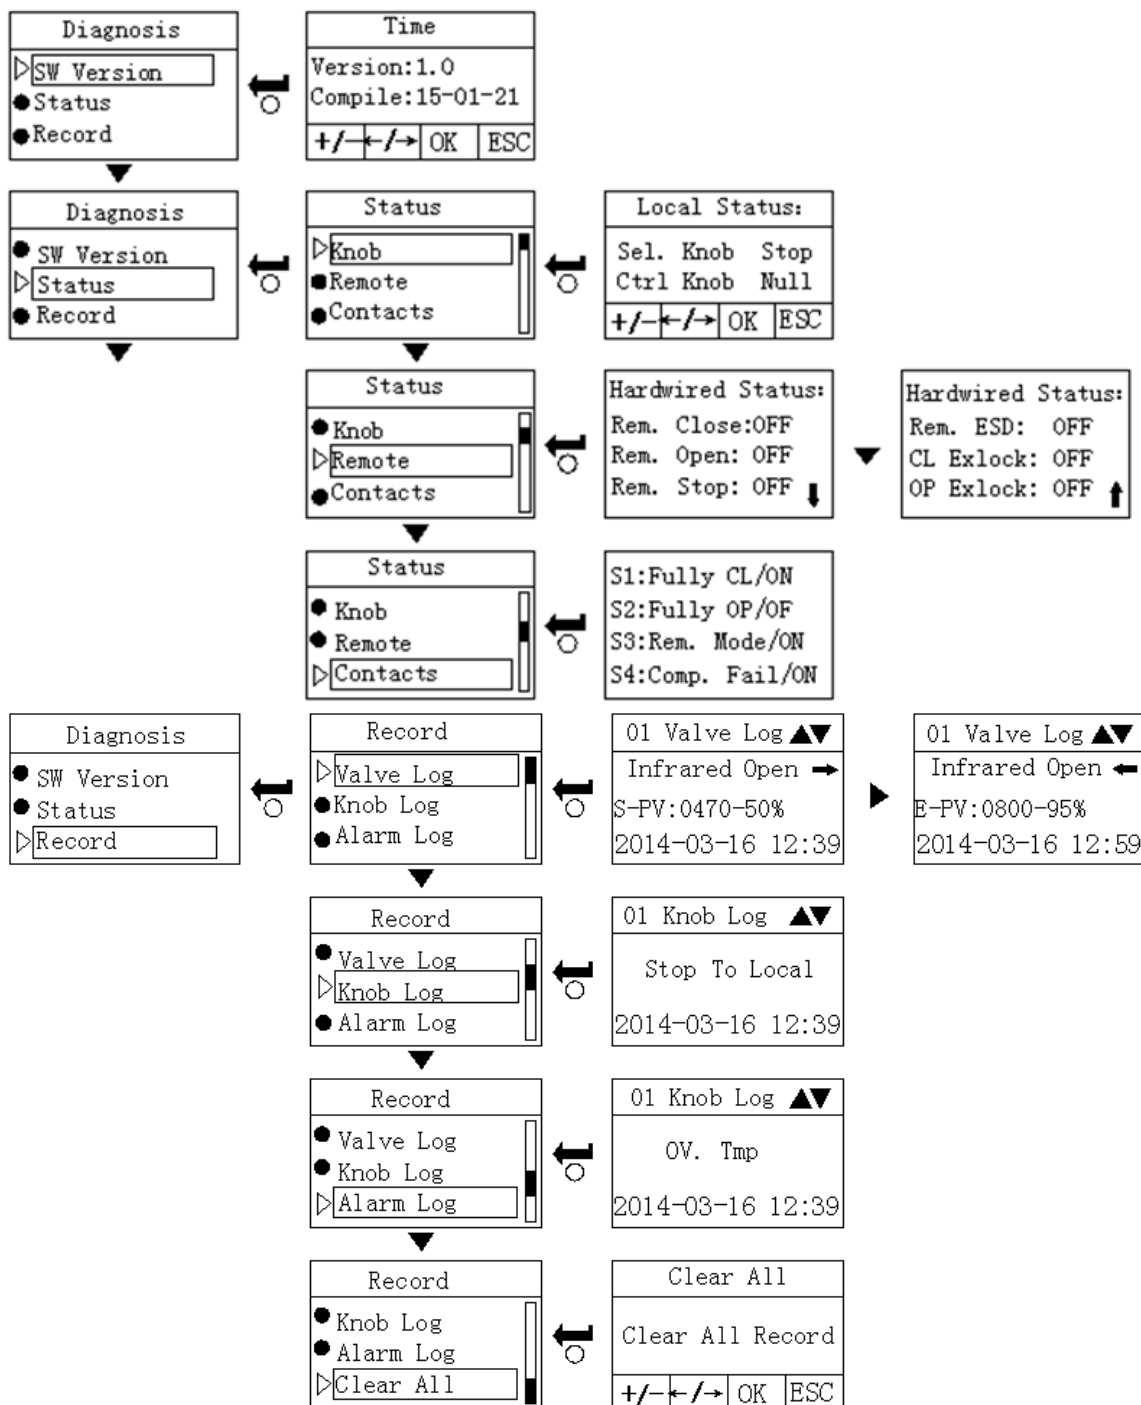 Diagnosis
SW Version
Status
Record
Time
Version:1.0
Compile:15-01-21
+/- ←/→ OK ESC
Diagnosis
SW Version
Status
Record
Status
Knob
Remote
Contacts
Local Status:
Sel. Knob Stop
Ctrl Knob Null
+/- ←/→ OK ESC
Status
Knob
Remote
Contacts
Hardwired Status:
Rem. Close:OFF
Rem. Open: OFF
Rem. Stop: OFF
Hardwired Status:
Rem. ESD: OFF
CL Exlock: OFF
OP Exlock: OFF
Status
Knob
Remote
Contacts
S1:Fully CL/ON
S2:Fully OP/OF
S3:Rem. Mode/ON
S4:Comp. Fail/ON
Diagnosis
SW Version
Status
Record
Record
Valve Log
Knob Log
Alarm Log
01 Valve Log
Infrared Open
S-PV:0470-50%
2014-03-16 12:39
01 Valve Log
Infrared Open
E-PV:0800-95%
2014-03-16 12:59
Record
Valve Log
Knob Log
Alarm Log
01 Knob Log
Stop To Local
2014-03-16 12:39
Record
Valve Log
Knob Log
Alarm Log
01 Knob Log
OV. Tmp
2014-03-16 12:39
Record
Knob Log
Alarm Log
Clear All
Clear All
Clear All Record
+/- ←/→ OK ESC